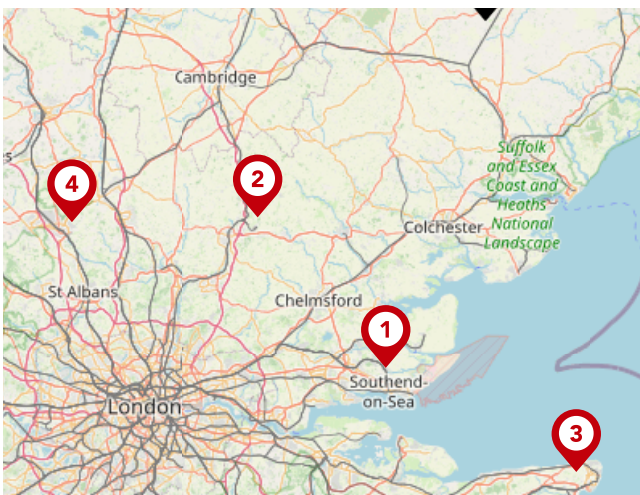 Cambridge
s
Suffolk
and Essex
Coast and
Heaths
National
Landscape
4
2
Colchester
St Albans
Chelmsford
1
Southend-
on-Sea
London
3